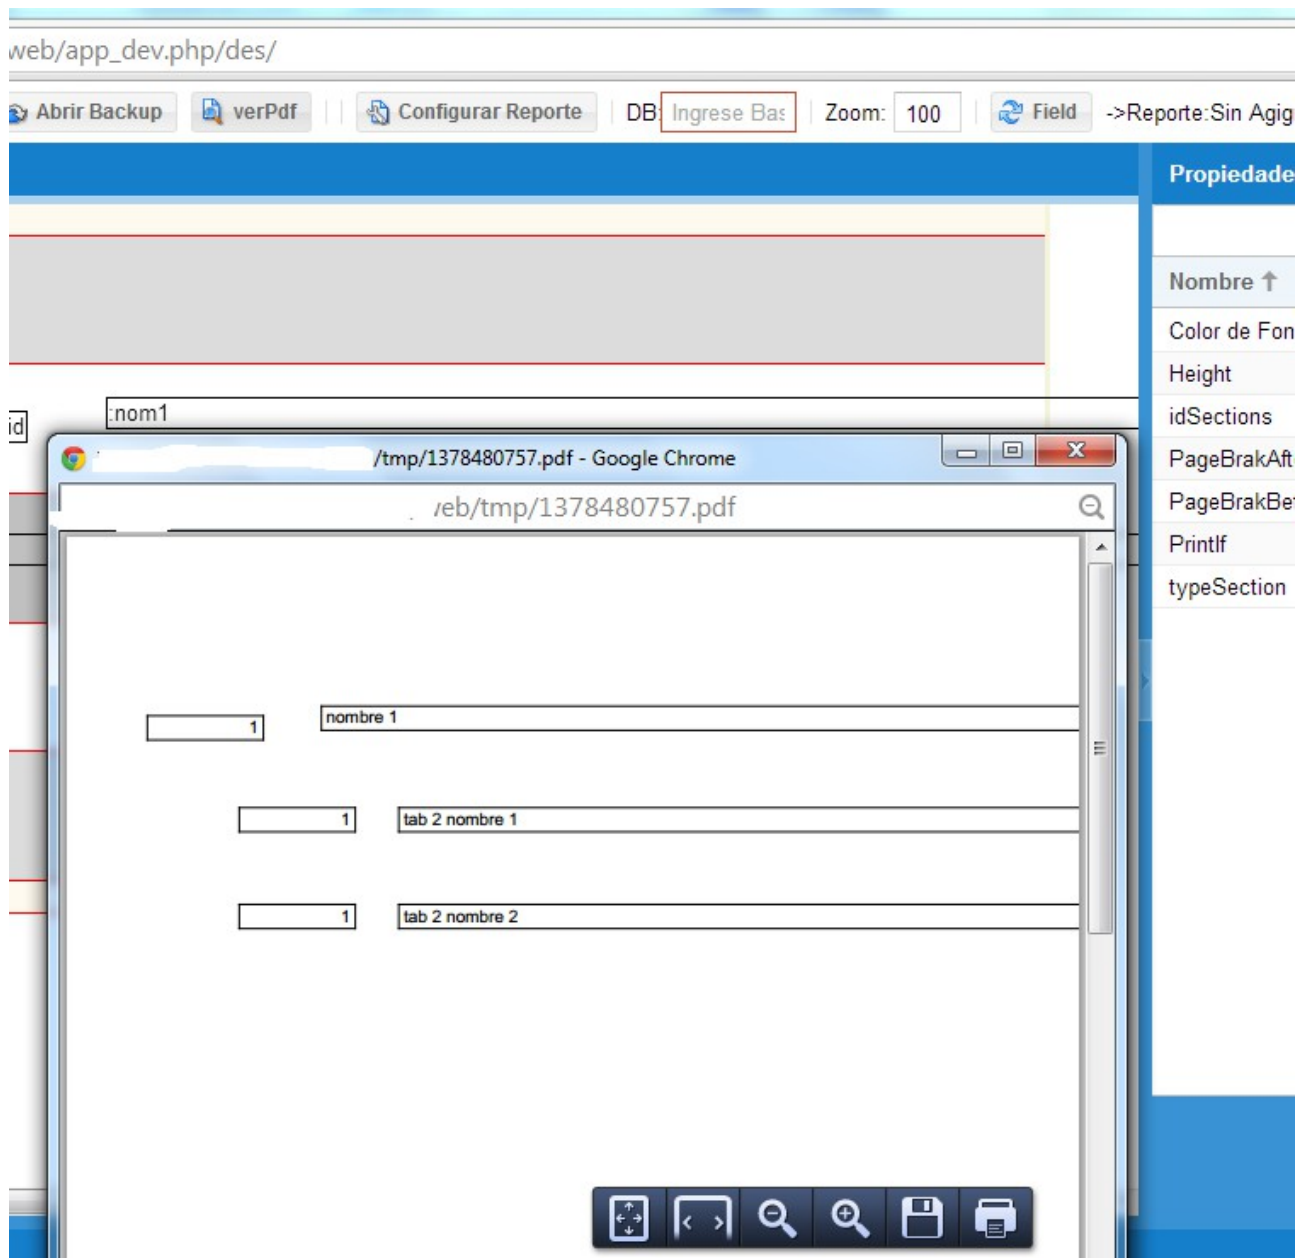 web/app_dev.php/des/
Abrir Backup verPdf Configurar Reporte DB: Ingrese Bas Zoom: 100 Field ->Reporte:Sin Agig
Propiedade
Nombre ↑
Color de Fon
Height
idSections
PageBrakAft
PageBrakBef
PrintIf
typeSection
id :nom1
/tmp/1378480757.pdf - Google Chrome
web/tmp/1378480757.pdf
1 nombre 1
1 tab 2 nombre 1
1 tab 2 nombre 2